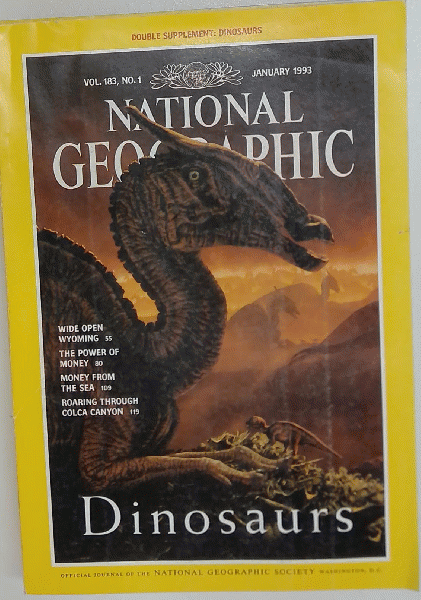 DOUBLE SUPPLEMENT: DINOSAURS
VOL. 183, NO. 1
JANUARY 1993
NATIONAL
GEOGRAPHIC
WIDE OPEN
WYOMING 55
THE POWER OF
MONEY 80
MONEY FROM
THE SEA 109
ROARING THROUGH
COLCA CANYON 119
Dinosaurs
OFFICIAL JOURNAL OF THE NATIONAL GEOGRAPHIC SOCIETY WASHINGTON, D.C.